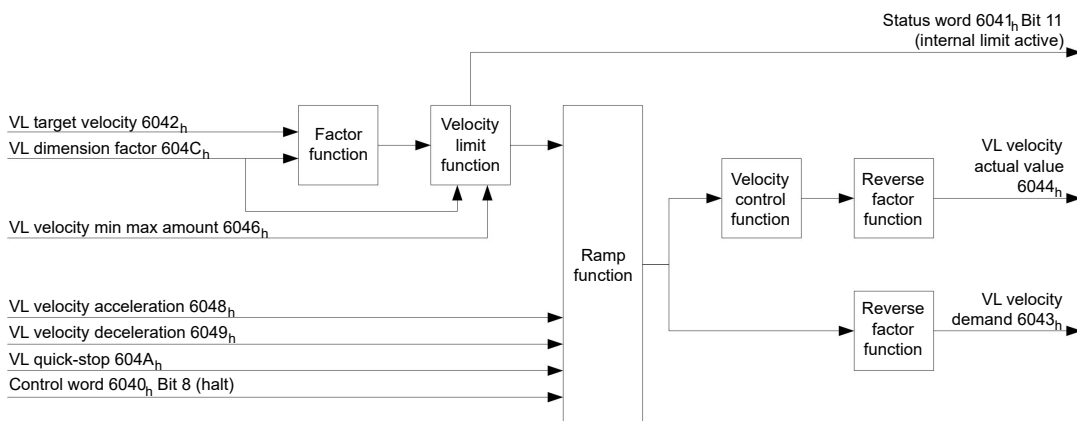 Status word 6041h Bit 11
(internal limit active)
VL target velocity 6042h
VL dimension factor 604Ch
Factor
function
Velocity
limit
function
VL velocity min max amount 6046h
Ramp
function
Velocity
control
function
Reverse
factor
function
VL velocity
actual value
6044h
VL velocity acceleration 6048h
VL velocity deceleration 6049h
VL quick-stop 604Ah
Control word 6040h Bit 8 (halt)
Reverse
factor
function
VL velocity
demand 6043h